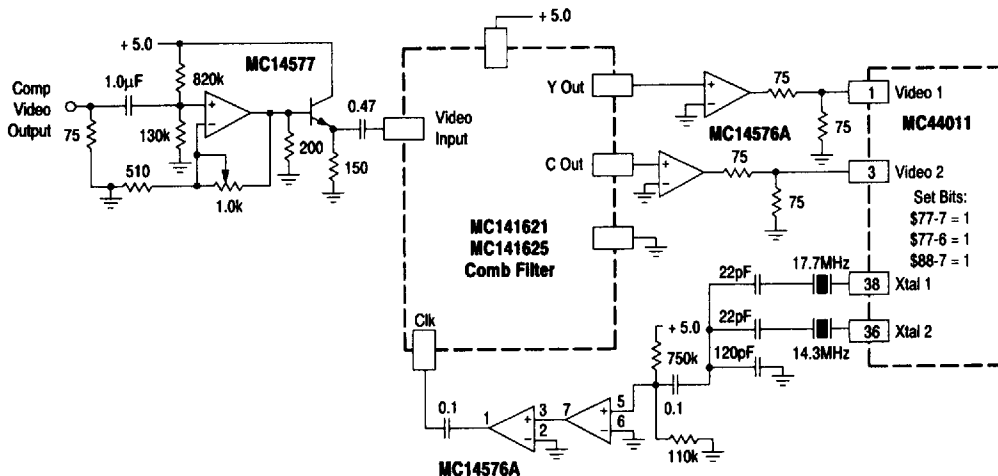 + 5.0
+ 5.0
MC14577
1.0µF
820k
Comp
Video
Output
75
130k
510
1.0k
200
150
0.47
Video
Input
+
−
Y Out
C Out
+
−
75
75
MC14576A
+
−
75
75
1
Video 1
MC44011
3
Video 2
Set Bits:
$77-7 = 1
$77-6 = 1
$88-7 = 1
MC141621
MC141625
Comb Filter
22pF
17.7MHz
38
Xtal 1
22pF
14.3MHz
36
Xtal 2
120pF
Clk
+ 5.0
750k
0.1
110k
0.1
1
3
+
2
−
7
5
+
6
−
MC14576A